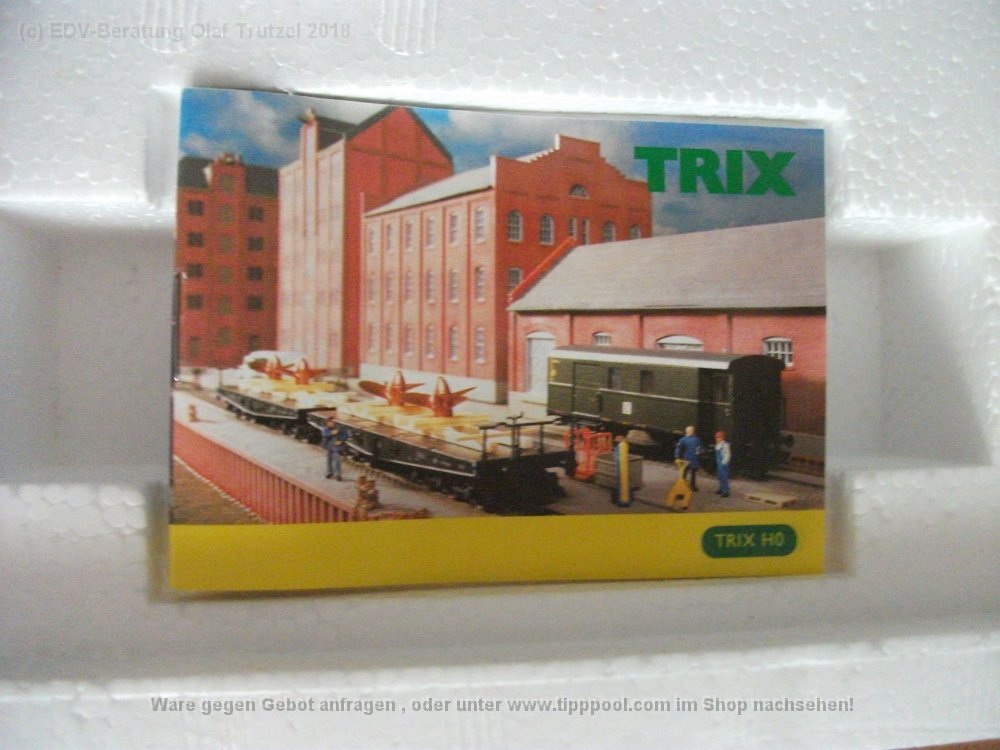 (c) EDV-Beratung Olaf Trutzel 2018
TRIX
TRIX H0
Ware gegen Gebot anfragen , oder unter www.tipppool.com im Shop nachsehen!